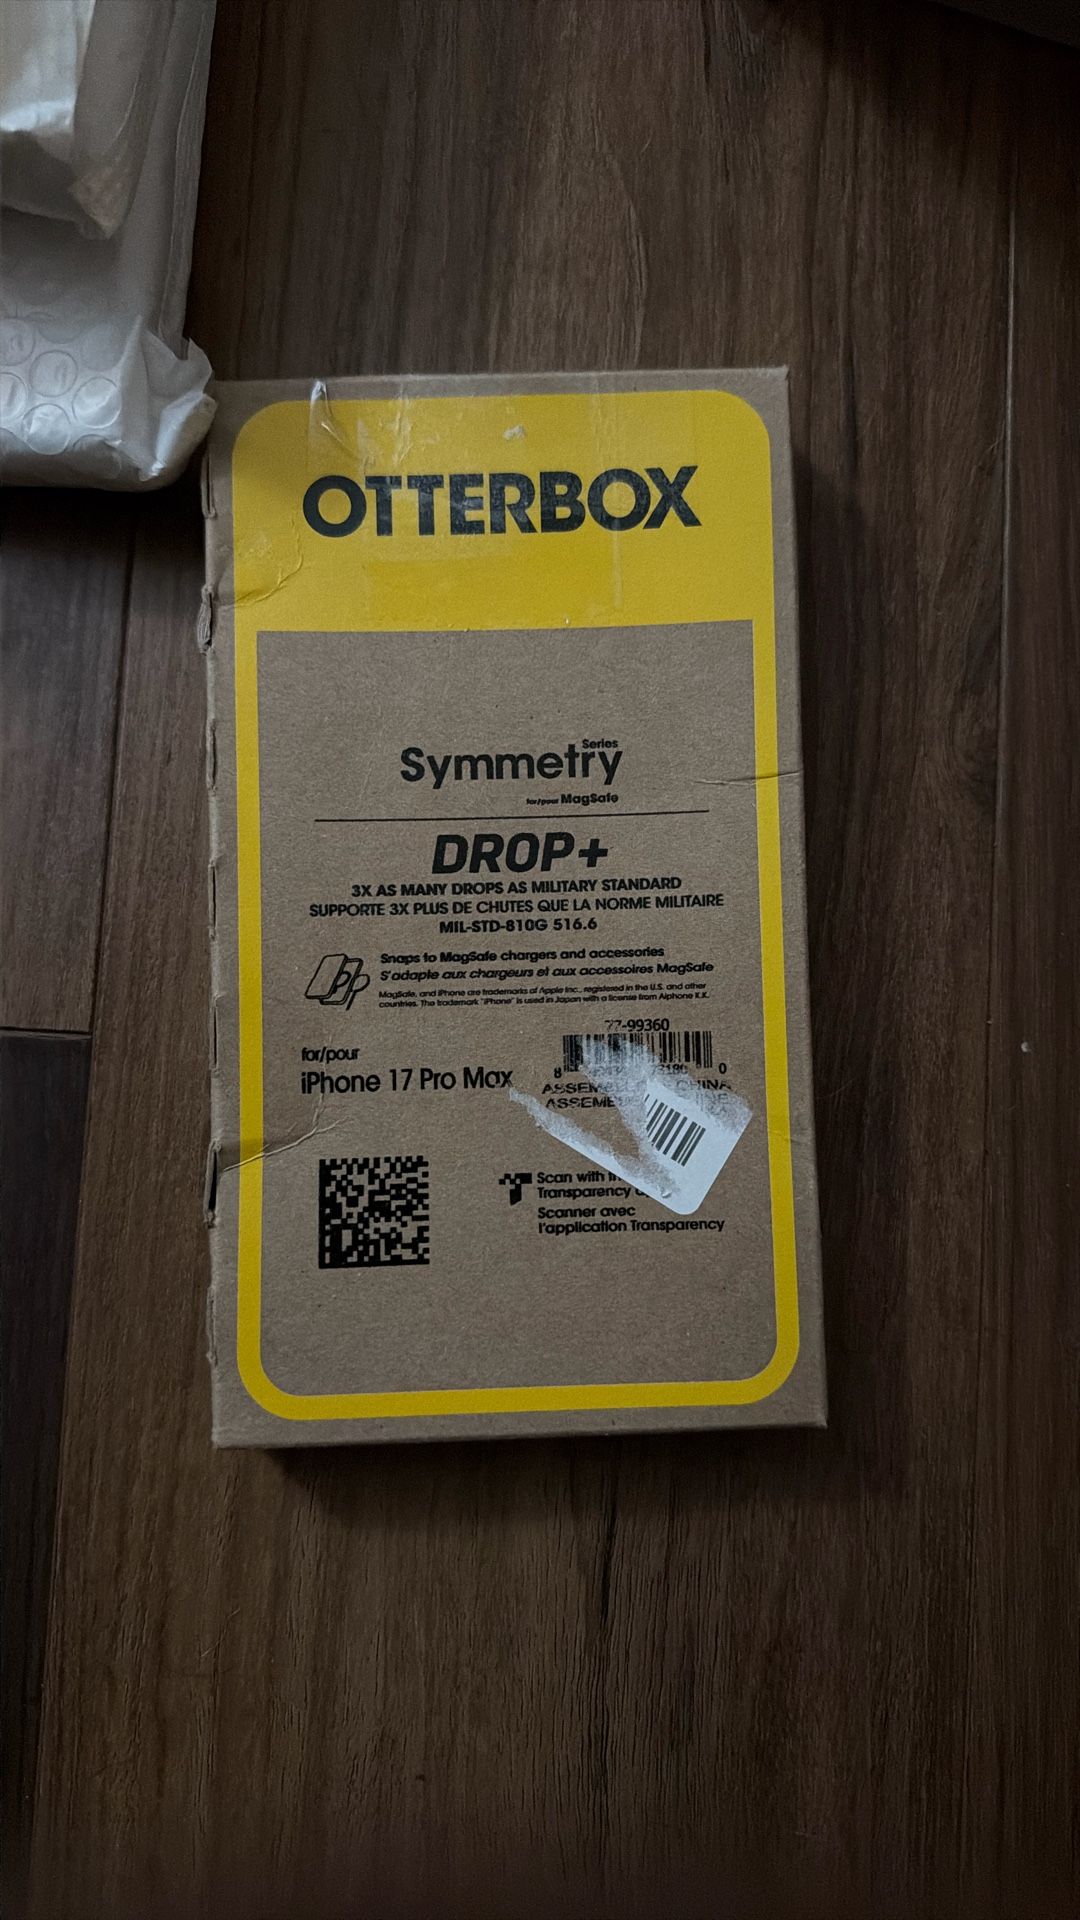 OTTERBOX
Symmetry Series
for/pour MagSafe
DROP+
3X AS MANY DROPS AS MILITARY STANDARD
SUPPORTE 3X PLUS DE CHUTES QUE LA NORME MILITAIRE
MIL-STD-810G 516.6
Snaps to MagSafe chargers and accessories
S'adapte aux chargeurs et aux accessoires MagSafe
MagSafe, and iPhone are trademarks of Apple Inc., registered in the U.S. and other
countries. The trademark "iPhone" is used in Japan with a license from Aiphone K.K.
77-99360
for/pour
iPhone 17 Pro Max
8 0
CHINA
Scan with
Transparency
Scanner avec
l'application Transparency